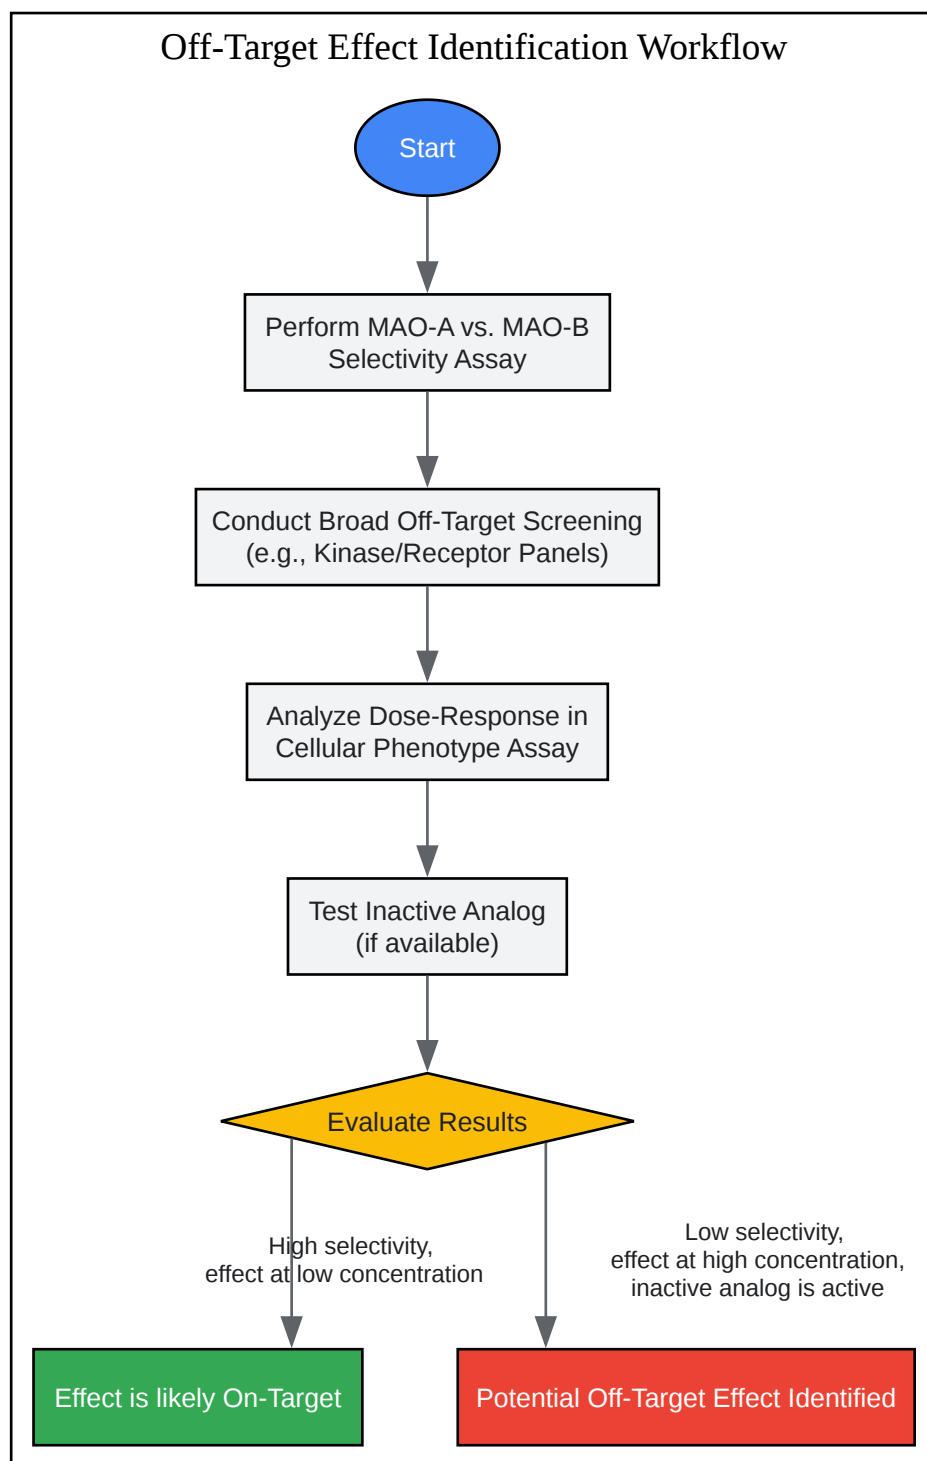 Off-Target Effect Identification Workflow
Start
Perform MAO-A vs. MAO-B
Selectivity Assay
Conduct Broad Off-Target Screening
(e.g., Kinase/Receptor Panels)
Analyze Dose-Response in
Cellular Phenotype Assay
Test Inactive Analog
(if available)
Evaluate Results
High selectivity,
effect at low concentration
Low selectivity,
effect at high concentration,
inactive analog is active
Effect is likely On-Target
Potential Off-Target Effect Identified